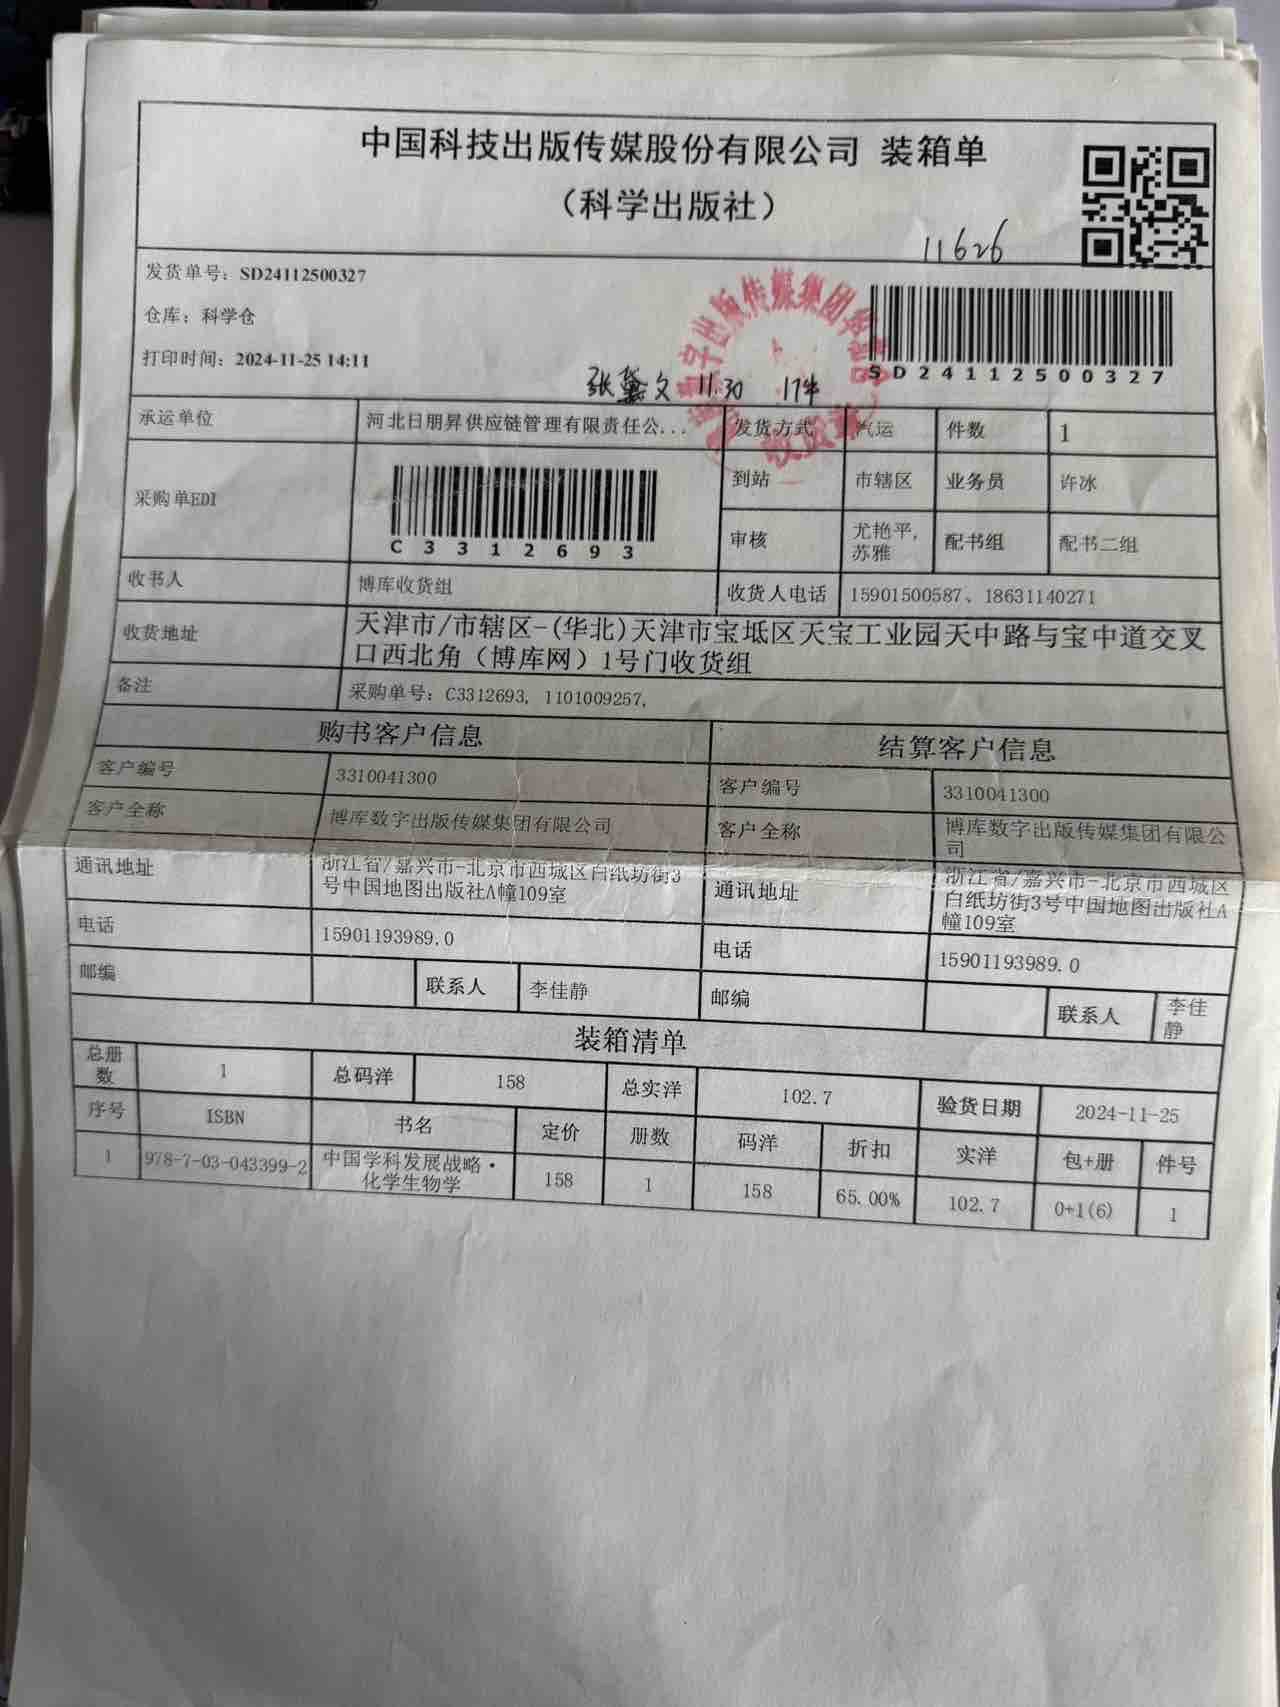 中国科技出版传媒股份有限公司 装箱单
（科学出版社）
11626
发货单号：SD24112500327
仓库：科学仓
打印时间：2024-11-25 14:11
SD24112500327
张黛文 11.30 17件
承运单位 河北日朋昇供应链管理有限责任公... 发货方式 汽运 件数 1
采购单EDI C3312693 到站 市辖区 业务员 许冰
审核 尤艳平,
苏雅 配书组 配书二组
收书人 博库收货组 收货人电话 15901500587、18631140271
收货地址 天津市/市辖区-(华北)天津市宝坻区天宝工业园天中路与宝中道交叉
口西北角（博库网）1号门收货组
备注 采购单号：C3312693, 1101009257,
购书客户信息 结算客户信息
客户编号 3310041300 客户编号 3310041300
客户全称 博库数字出版传媒集团有限公司 客户全称 博库数字出版传媒集团有限公
司
通讯地址 浙江省/嘉兴市-北京市西城区白纸坊街3
号中国地图出版社A幢109室 通讯地址 浙江省/嘉兴市-北京市西城区
白纸坊街3号中国地图出版社A
幢109室
电话 15901193989.0 电话 15901193989.0
邮编 联系人 李佳静 邮编 联系人 李佳
静
装箱清单
总册
数 1 总码洋 158 总实洋 102.7 验货日期 2024-11-25
序号 ISBN 书名 定价 册数 码洋 折扣 实洋 包+册 件号
1 978-7-03-043399-2 中国学科发展战略·
化学生物学 158 1 158 65.00% 102.7 0+1(6) 1